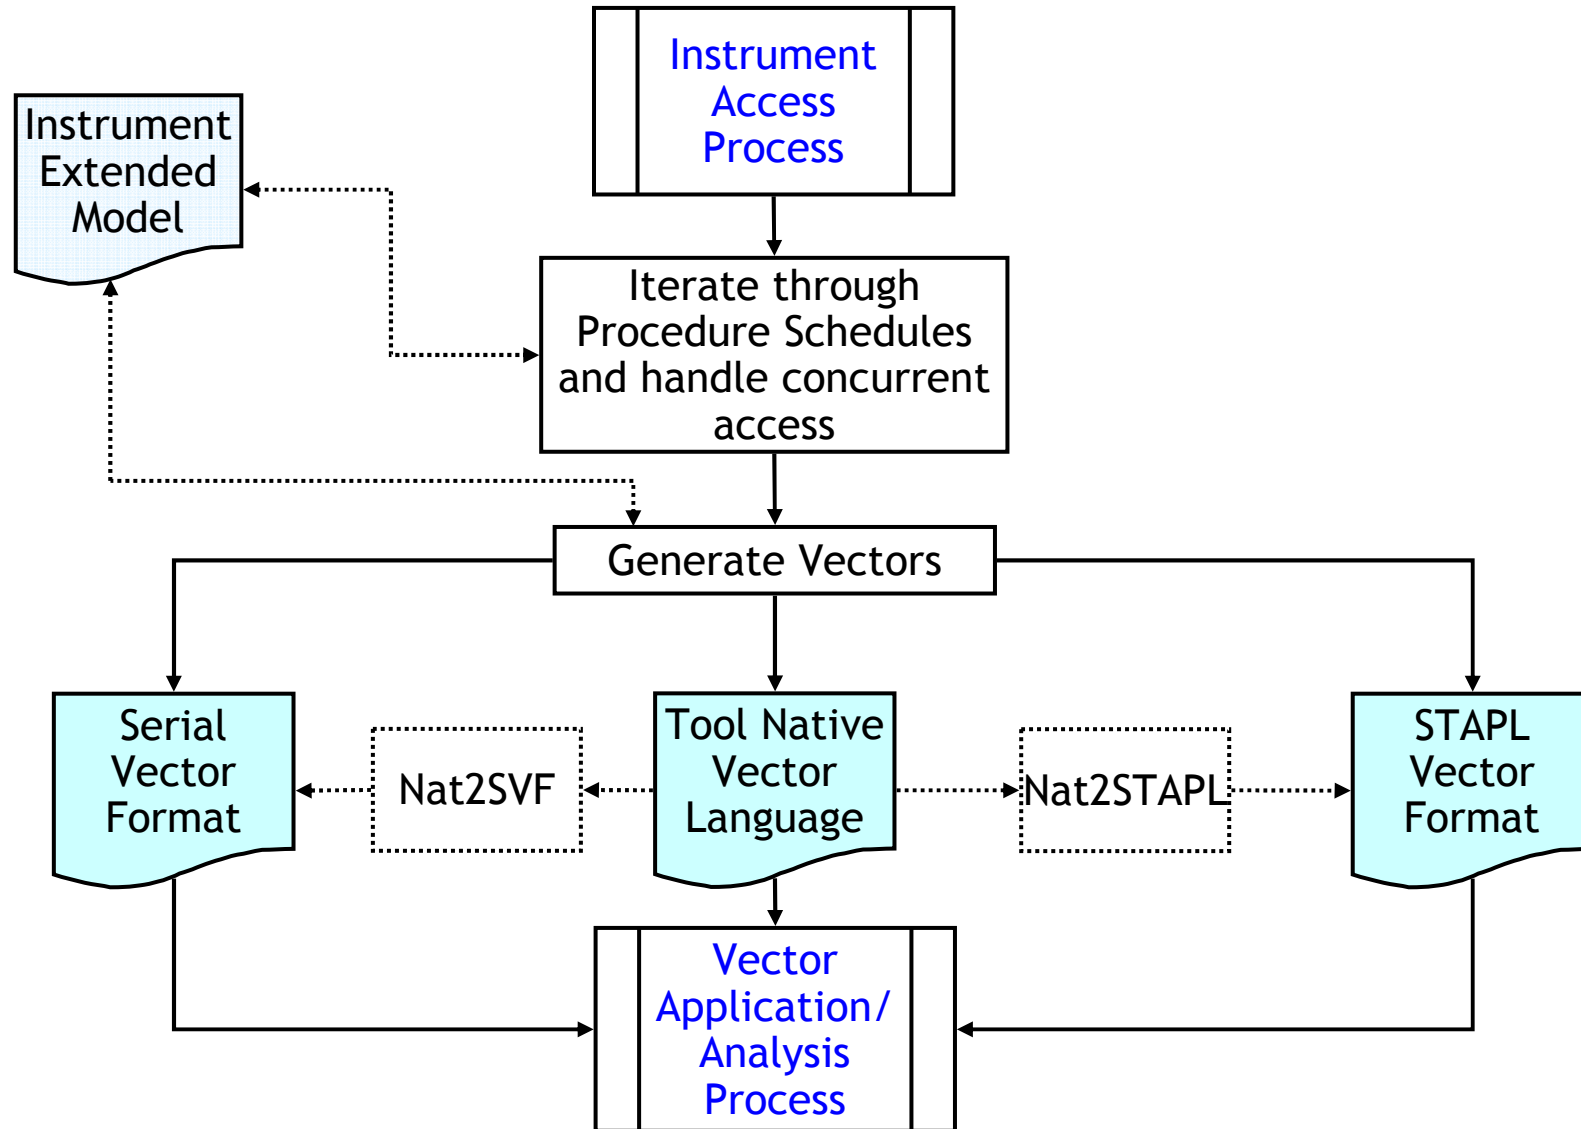 Instrument
Access
Process
Instrument
Extended
Model
Iterate through
Procedure Schedules
and handle concurrent
access
Generate Vectors
Serial
Vector
Format
Nat2SVF
Tool Native
Vector
Language
Nat2STAPL
STAPL
Vector
Format
Vector
Application/
Analysis
Process